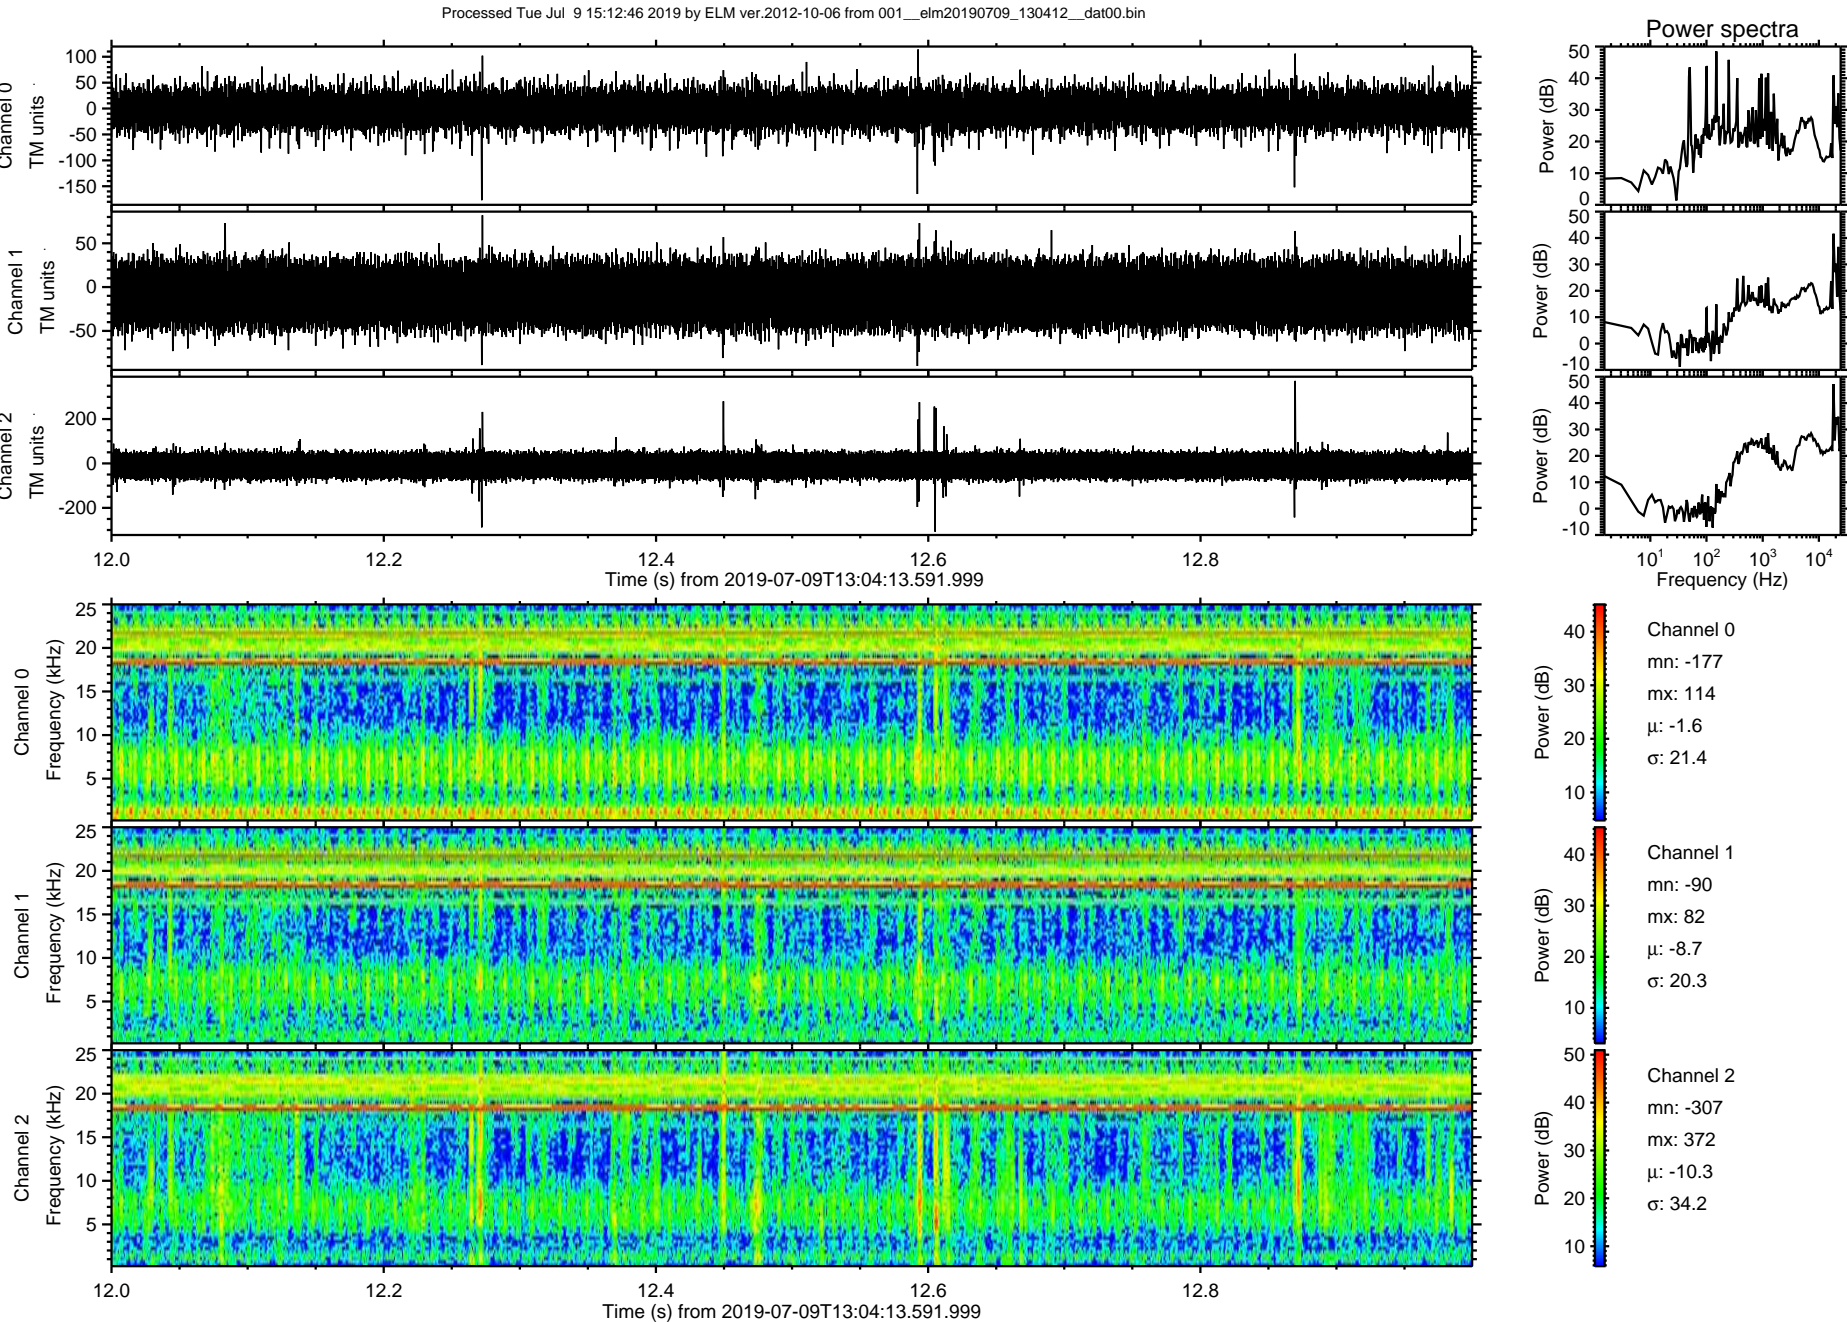 Processed Tue Jul  9 15:12:46 2019 by ELM ver.2012-10-06 from 001__elm20190709_130412__dat00.bin
Power spectra
Channel 0
TM units
100
50
0
-50
-100
-150
Power (dB)
50
40
30
20
10
0
Channel 1
TM units
50
0
-50
Power (dB)
50
40
30
20
10
0
-10
Channel 2
TM units
200
0
-200
Power (dB)
50
40
30
20
10
0
-10
12.0 12.2 12.4 12.6 12.8
Time (s) from 2019-07-09T13:04:13.591.999
10^1 10^2 10^3 10^4
Frequency (Hz)
Channel 0
Frequency (kHz)
25
20
15
10
5
Power (dB)
40
30
20
10
Channel 0
mn: -177
mx: 114
μ: -1.6
σ: 21.4
Channel 1
Frequency (kHz)
25
20
15
10
5
Power (dB)
40
30
20
10
Channel 1
mn: -90
mx: 82
μ: -8.7
σ: 20.3
Channel 2
Frequency (kHz)
25
20
15
10
5
Power (dB)
50
40
30
20
10
Channel 2
mn: -307
mx: 372
μ: -10.3
σ: 34.2
12.0 12.2 12.4 12.6 12.8
Time (s) from 2019-07-09T13:04:13.591.999